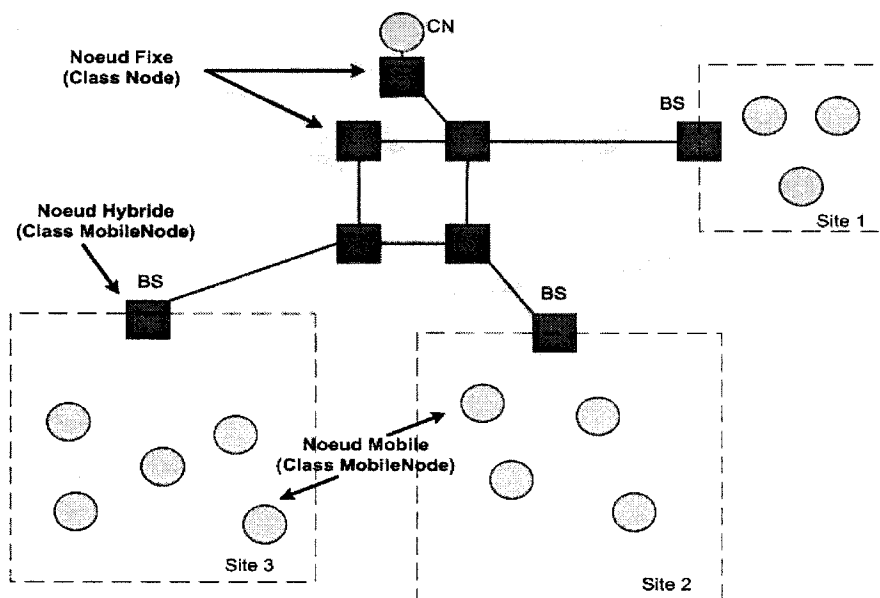 CN
Noeud Fixe
(Class Node)
BS
Noeud Hybride
(Class MobileNode)
Site 1
BS
BS
Noeud Mobile
(Class MobileNode)
Site 3
Site 2